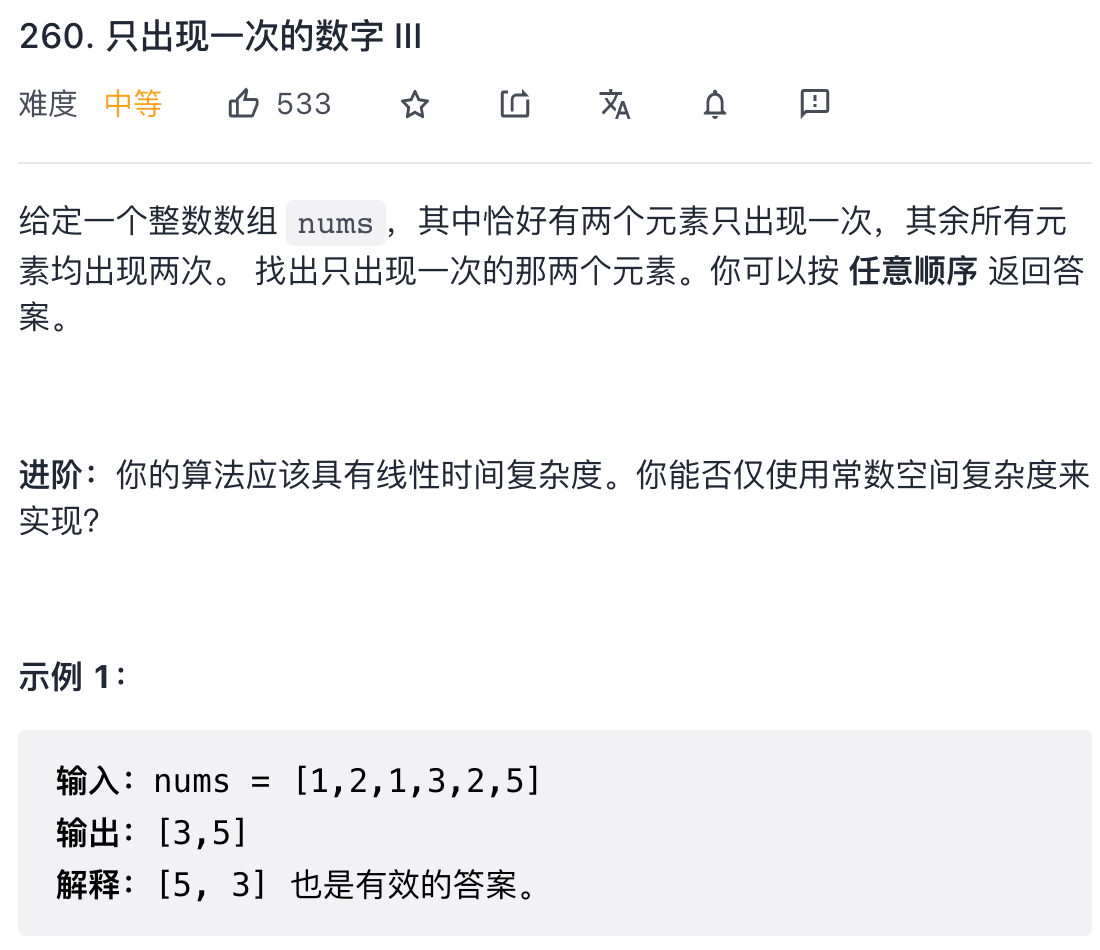 260. 只出现一次的数字 III
难度 中等 533
给定一个整数数组 nums，其中恰好有两个元素只出现一次，其余所有元
素均出现两次。 找出只出现一次的那两个元素。你可以按 任意顺序 返回答
案。
进阶：你的算法应该具有线性时间复杂度。你能否仅使用常数空间复杂度来
实现？
示例 1：
输入：nums = [1,2,1,3,2,5]
输出：[3,5]
解释：[5, 3] 也是有效的答案。